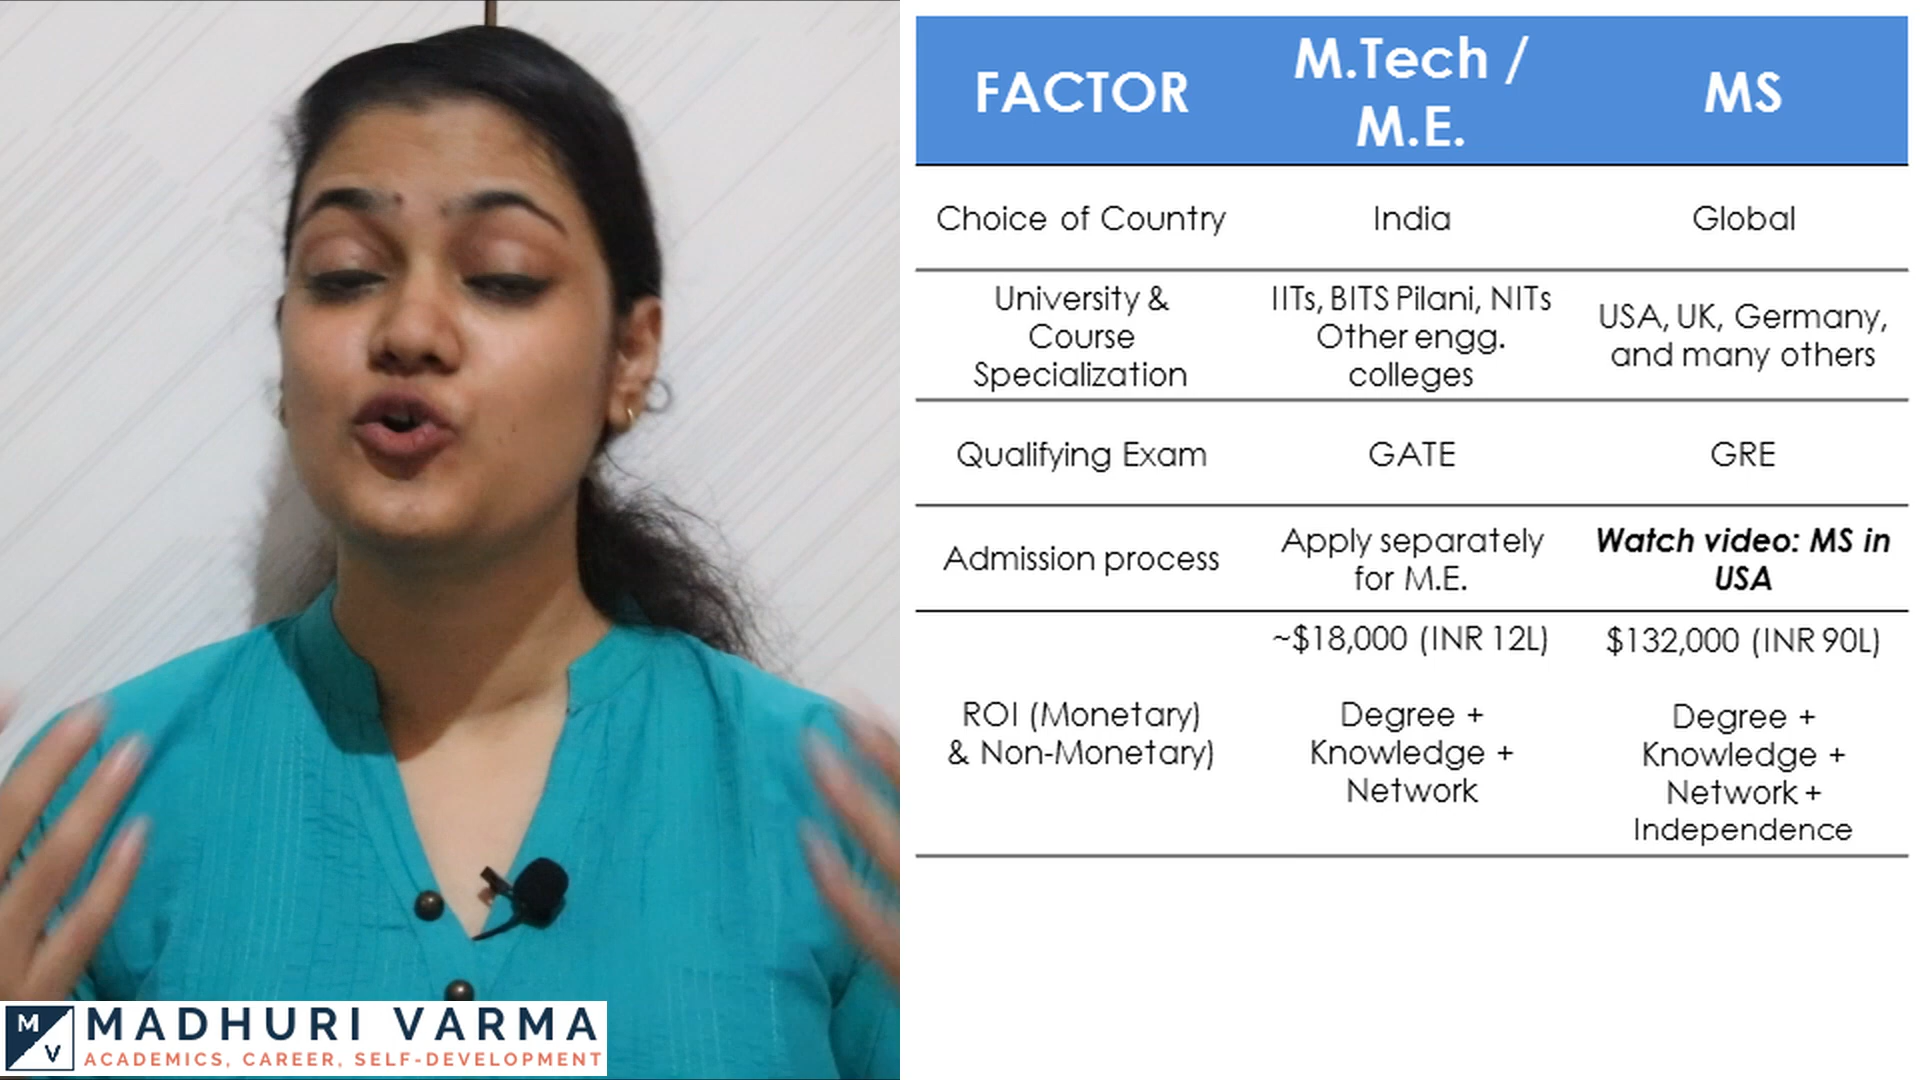 FACTOR
M.Tech /
M.E.
MS
Choice of Country
India
Global
University &
Course
Specialization
IITs, BITS Pilani, NITs
Other engg.
colleges
USA, UK, Germany,
and many others
Qualifying Exam
GATE
GRE
Admission process
Apply separately
for M.E.
Watch video: MS in
USA
ROI (Monetary)
& Non-Monetary)
~$18,000 (INR 12L)
Degree +
Knowledge +
Network
$132,000 (INR 90L)
Degree +
Knowledge +
Network +
Independence
M
V
MADHURI VARMA
ACADEMICS, CAREER, SELF-DEVELOPMENT